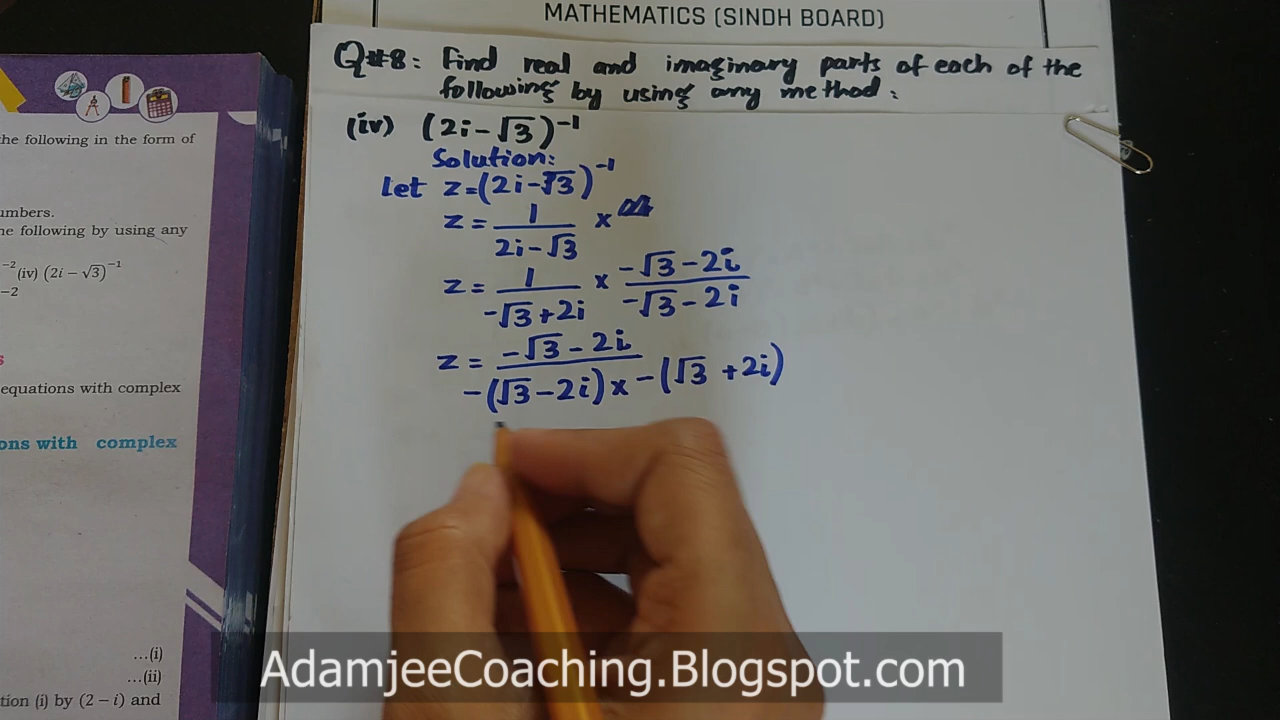 MATHEMATICS (SINDH BOARD)
Q#8: Find real and imaginary parts of each of the
following by using any method:
(iv) (2i-√3)⁻¹
Solution:
Let z=(2i-√3)⁻¹
z = 1/(2i-√3) ×
z = 1/(-√3+2i) × (-√3-2i)/(-√3-2i)
z = (-√3-2i)/(-(√3-2i)×-(√3+2i))
the following in the form of
umbers.
ne following by using any
⁻²(iv) (2i − √3)⁻¹
−2
s
equations with complex
ons with complex
...(i)
...(ii)
tion (i) by (2 − i) and
AdamjeeCoaching.Blogspot.com